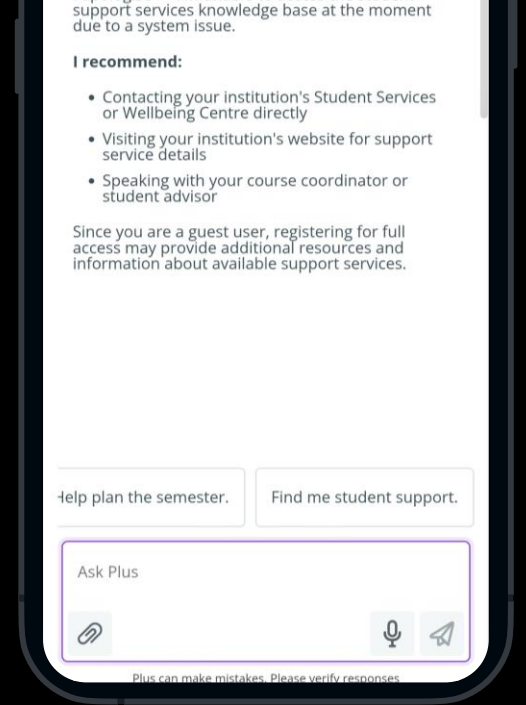 support services knowledge base at the moment
due to a system issue.
I recommend:
• Contacting your institution's Student Services
or Wellbeing Centre directly
• Visiting your institution's website for support
service details
• Speaking with your course coordinator or
student advisor
Since you are a guest user, registering for full
access may provide additional resources and
information about available support services.
Help plan the semester. Find me student support.
Ask Plus
Plus can make mistakes. Please verify responses